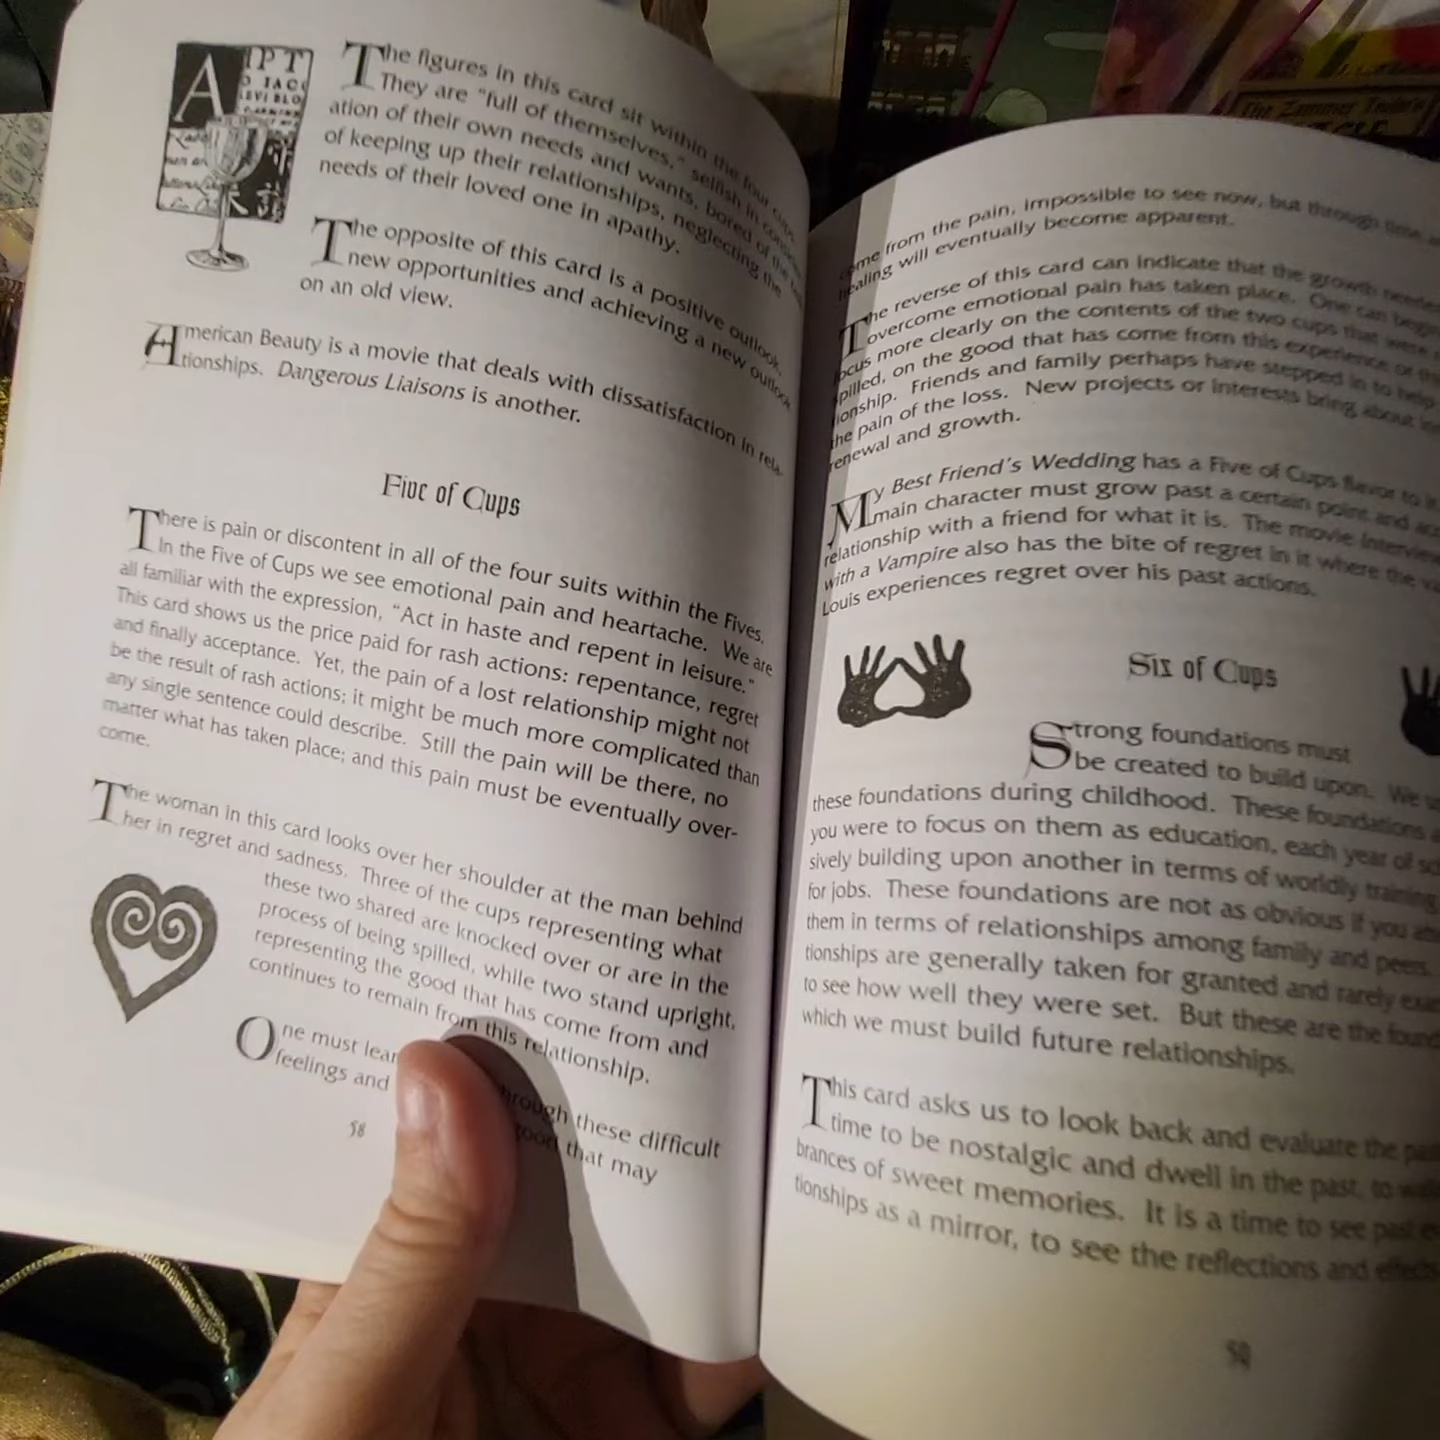 A
IPT
The figures in this card sit within the four cups.
They are "full of themselves," selfish in consider-
ation of their own needs and wants, bored of the task
of keeping up their relationships, neglecting the
needs of their loved one in apathy.
The opposite of this card is a positive outlook,
new opportunities and achieving a new outlook
on an old view.
American Beauty is a movie that deals with dissatisfaction in rela-
tionships. Dangerous Liaisons is another.
Five of Cups
There is pain or discontent in all of the four suits within the Fives.
In the Five of Cups we see emotional pain and heartache. We are
all familiar with the expression, "Act in haste and repent in leisure."
This card shows us the price paid for rash actions: repentance, regret
and finally acceptance. Yet, the pain of a lost relationship might not
be the result of rash actions; it might be much more complicated than
any single sentence could describe. Still the pain will be there, no
matter what has taken place; and this pain must be eventually over-
come.
The woman in this card looks over her shoulder at the man behind
her in regret and sadness. Three of the cups representing what
these two shared are knocked over or are in the
process of being spilled, while two stand upright,
representing the good that has come from and
continues to remain from this relationship.
One must lear through these difficult
feelings and good that may
58
come from the pain, impossible to see now, but through time
healing will eventually become apparent.
The reverse of this card can indicate that the growth needed
overcome emotional pain has taken place. One can begin
focus more clearly on the contents of the two cups that were
spilled, on the good that has come from this experience or
ionship. Friends and family perhaps have stepped in to help
the pain of the loss. New projects or interests bring about
renewal and growth.
My Best Friend's Wedding has a Five of Cups flavor to it
main character must grow past a certain point and
relationship with a friend for what it is. The movie Interview
with a Vampire also has the bite of regret in it where the
Louis experiences regret over his past actions.
Six of Cups
Strong foundations must
be created to build upon. We
these foundations during childhood. These foundations
you were to focus on them as education, each year of
sively building upon another in terms of worldly training
for jobs. These foundations are not as obvious if you
them in terms of relationships among family and peers.
tionships are generally taken for granted and rarely
to see how well they were set. But these are the
which we must build future relationships.
This card asks us to look back and evaluate the past
time to be nostalgic and dwell in the past, to
brances of sweet memories. It is a time to see past
tionships as a mirror, to see the reflections and effects
59